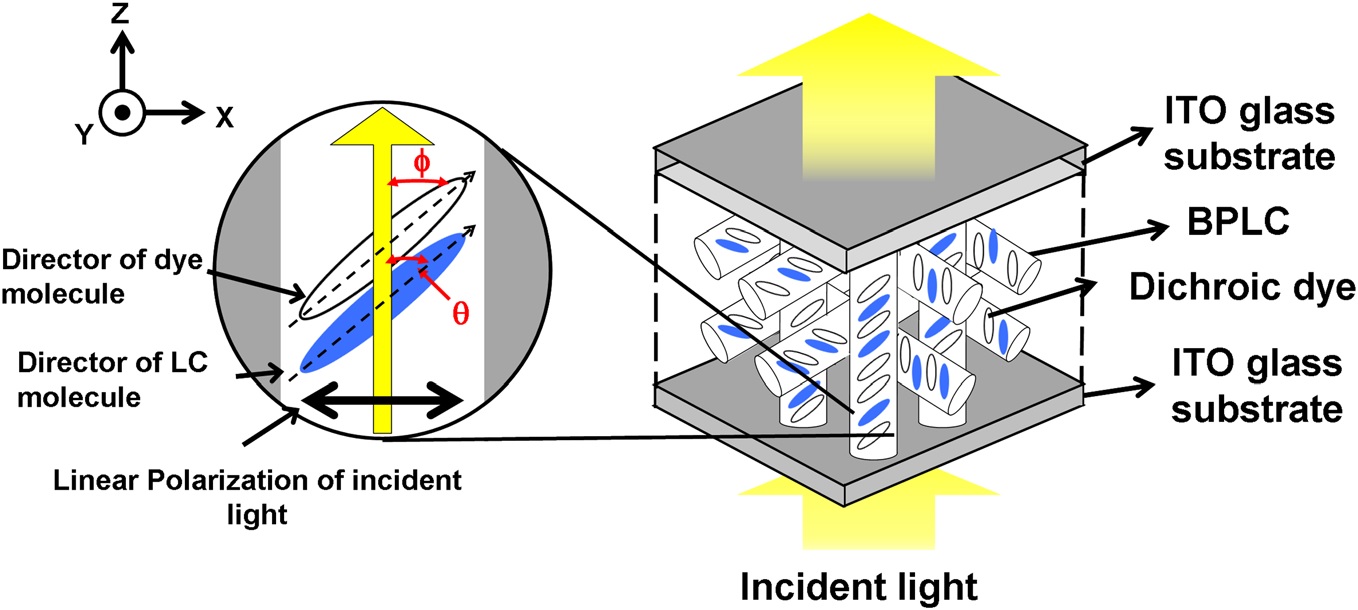 Z
Y
X
ϕ
θ
Director of dye
molecule
Director of LC
molecule
Linear Polarization of incident
light
ITO glass
substrate
BPLC
Dichroic dye
ITO glass
substrate
Incident light